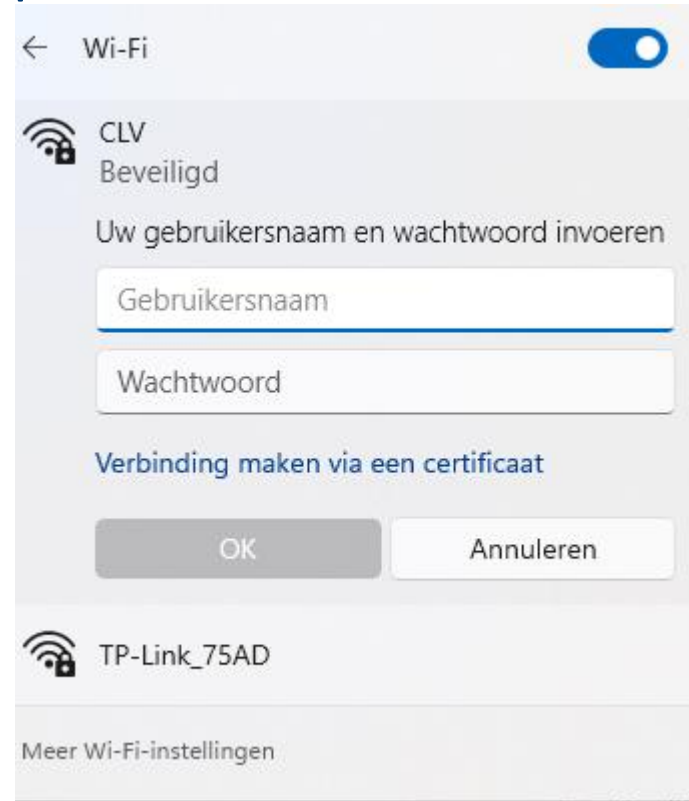 Wi-Fi
CLV
Beveiligd
Uw gebruikersnaam en wachtwoord invoeren
Gebruikersnaam
Wachtwoord
Verbinding maken via een certificaat
OK Annuleren
TP-Link_75AD
Meer Wi-Fi-instellingen